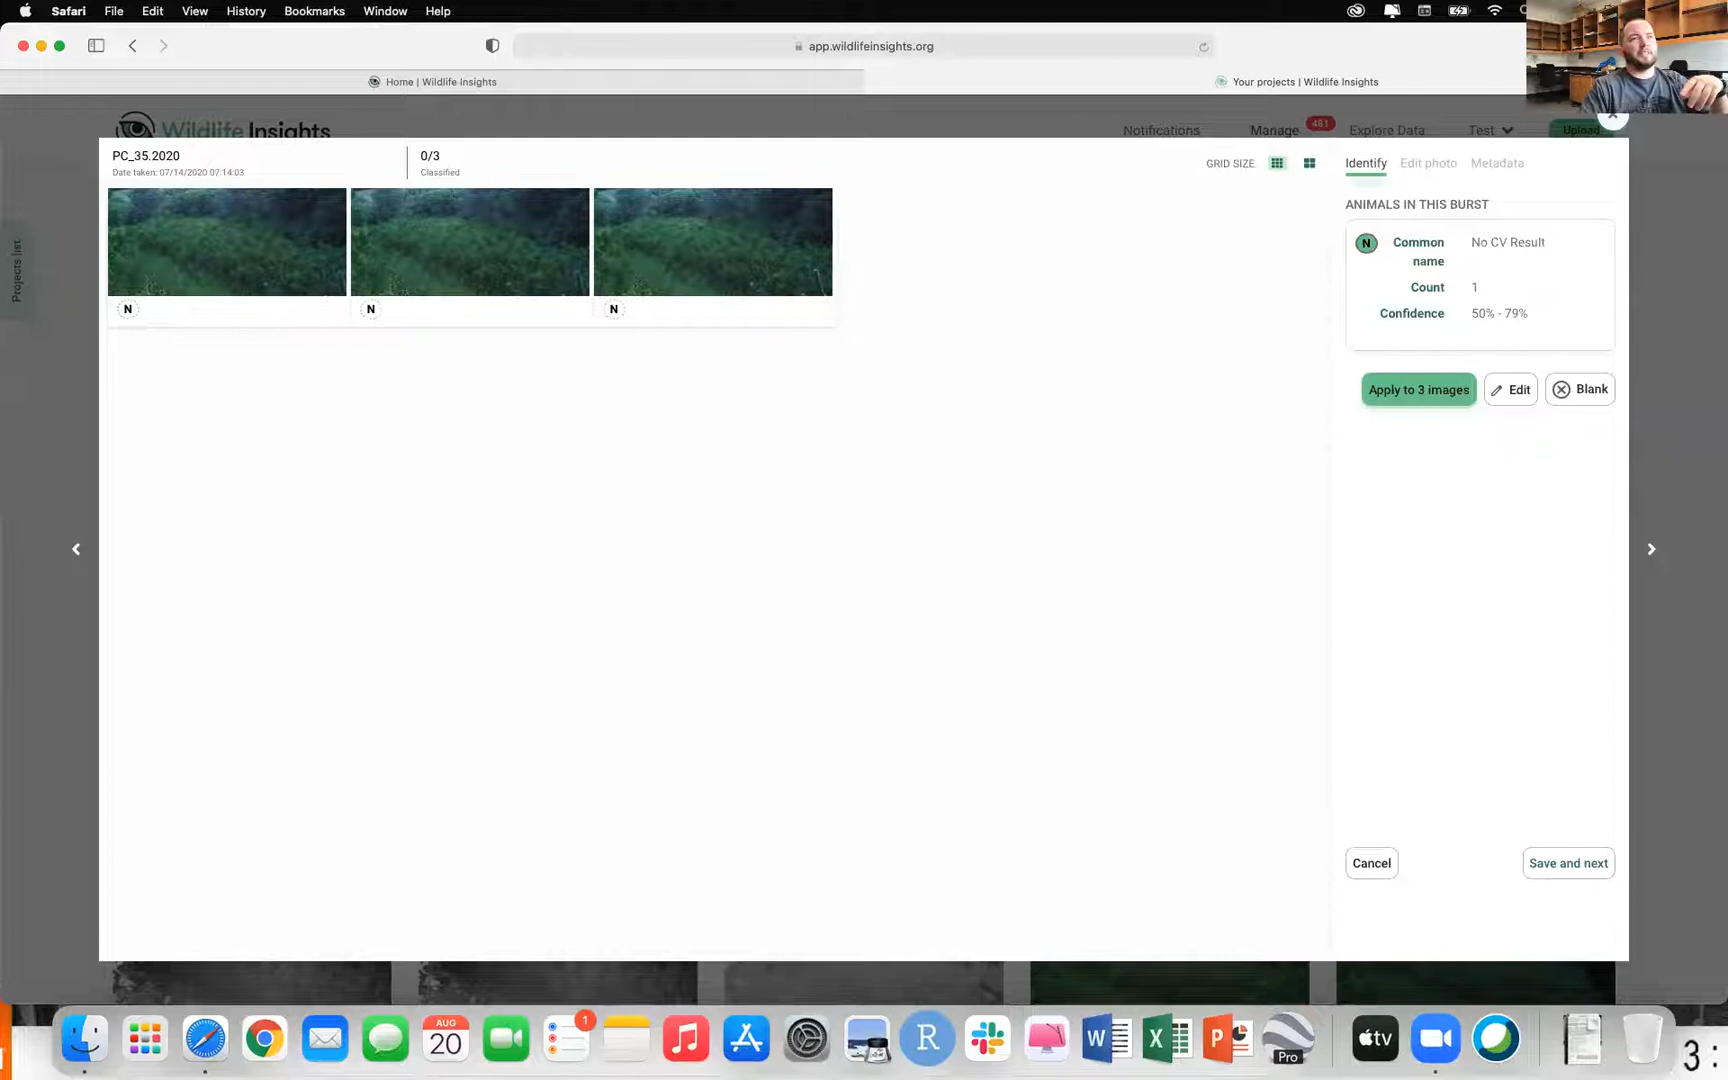 Safari File Edit View History Bookmarks Window Help
app.wildlifeinsights.org
Home | Wildlife Insights
Your projects | Wildlife Insights
Wildlife Insights
Notifications
Manage
461
Explore Data
Test
Upload
Projects list
PC_35.2020
Date taken: 07/14/2020 07:14:03
0/3
Classified
GRID SIZE
Identify
Edit photo
Metadata
N
N
N
ANIMALS IN THIS BURST
N
Common name
No CV Result
Count
1
Confidence
50% - 79%
Apply to 3 images
Edit
Blank
Cancel
Save and next
AUG
20
1
R
W
X
P
Pro
tv
3: